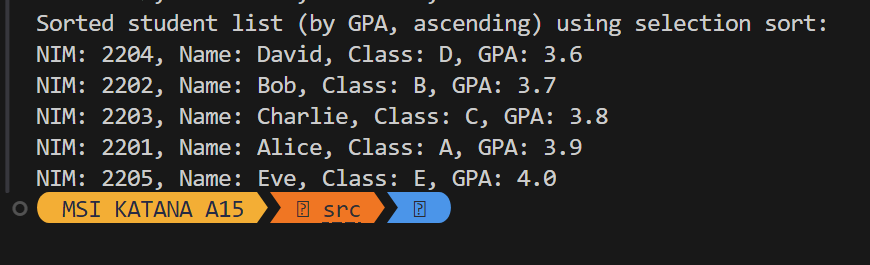 Sorted student list (by GPA, ascending) using selection sort:
NIM: 2204, Name: David, Class: D, GPA: 3.6
NIM: 2202, Name: Bob, Class: B, GPA: 3.7
NIM: 2203, Name: Charlie, Class: C, GPA: 3.8
NIM: 2201, Name: Alice, Class: A, GPA: 3.9
NIM: 2205, Name: Eve, Class: E, GPA: 4.0
MSI KATANA A15 src